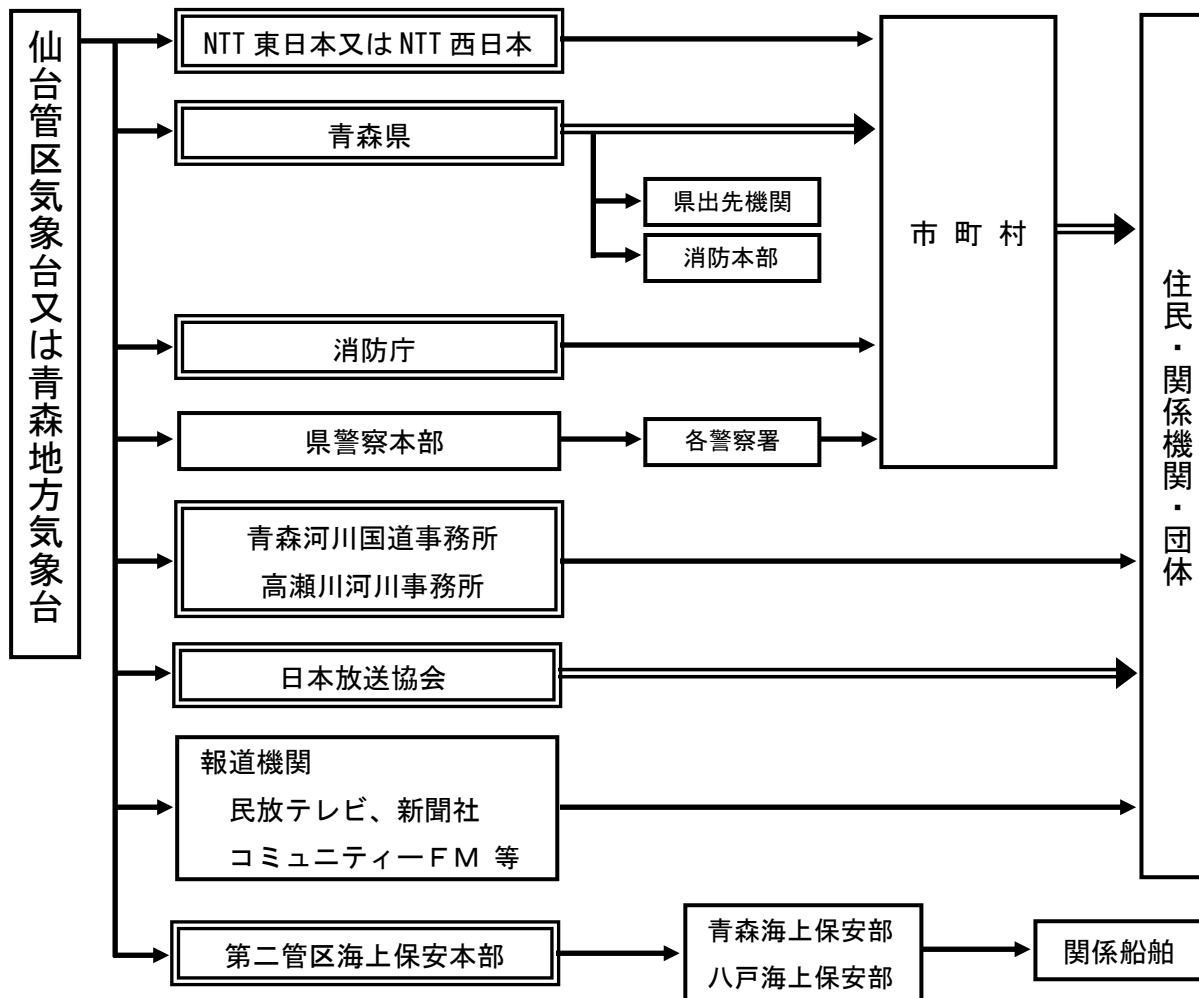 仙台管区気象台又は青森地方気象台
NTT 東日本又は NTT 西日本
青森県
県出先機関
消防本部
消防庁
県警察本部
各警察署
市 町 村
青森河川国道事務所
高瀬川河川事務所
日本放送協会
報道機関
民放テレビ、新聞社
コミュニティーFM 等
住民・関係機関・団体
第二管区海上保安本部
青森海上保安部
八戸海上保安部
関係船舶